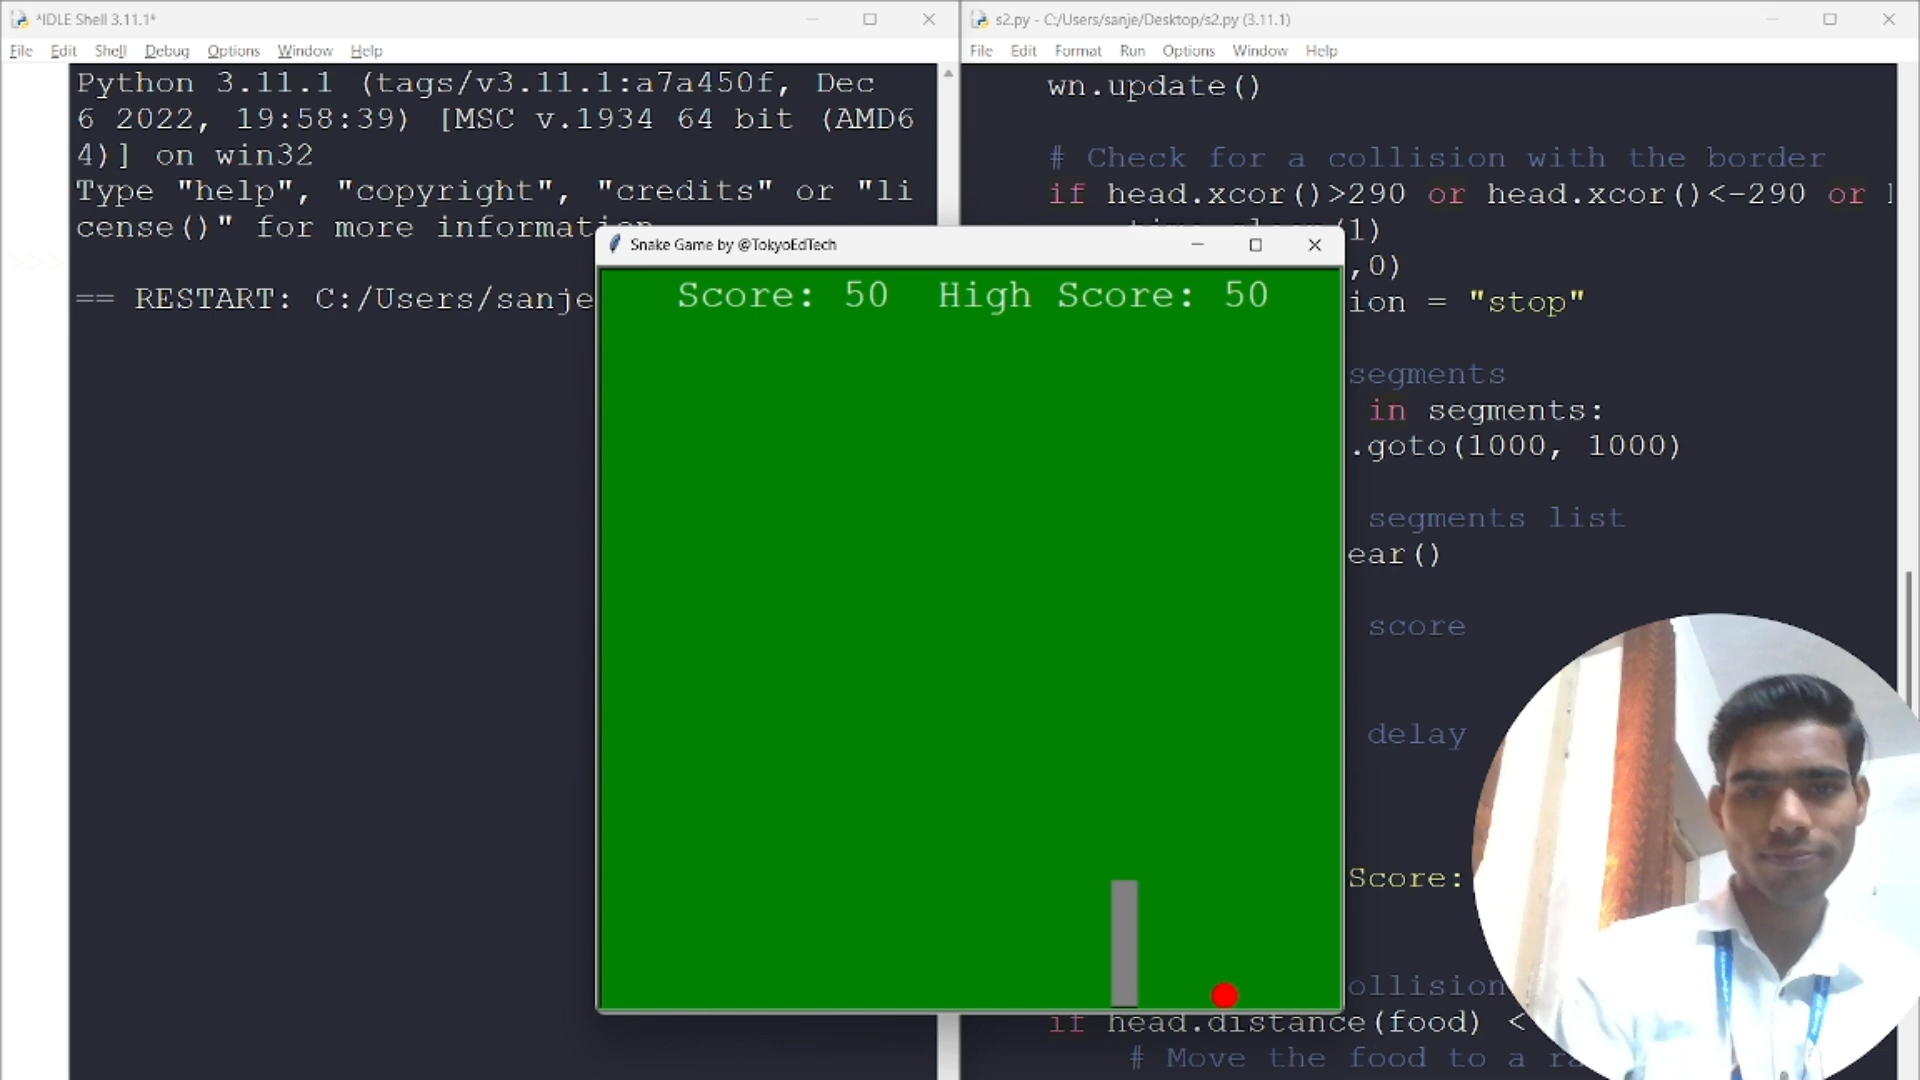 *IDLE Shell 3.11.1*
File Edit Shell Debug Options Window Help
Python 3.11.1 (tags/v3.11.1:a7a450f, Dec
6 2022, 19:58:39) [MSC v.1934 64 bit (AMD6
4)] on win32
Type "help", "copyright", "credits" or "li
cense()" for more information
>>>
== RESTART: C:/Users/sanje
s2.py - C:/Users/sanje/Desktop/s2.py (3.11.1)
File Edit Format Run Options Window Help
wn.update()
# Check for a collision with the border
if head.xcor()>290 or head.xcor()<-290 or
(1)
,0)
ion = "stop"
segments
in segments:
.goto(1000, 1000)
segments list
ear()
score
delay
Score:
ollision
if head.distance(food) <
# Move the food to a
Snake Game by @TokyoEdTech
Score: 50 High Score: 50